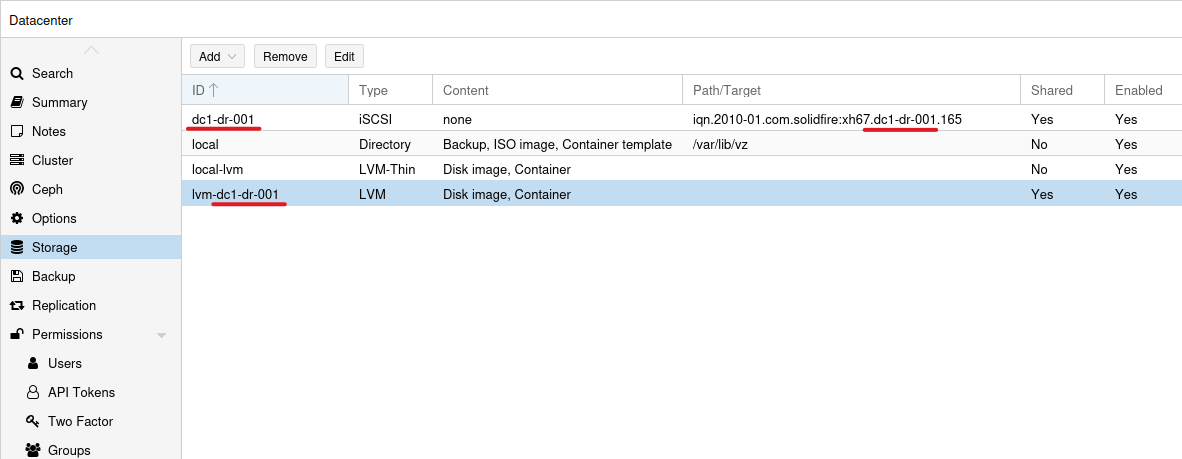 Datacenter
Search
Summary
Notes
Cluster
Ceph
Options
Storage
Backup
Replication
Permissions
Users
API Tokens
Two Factor
Groups
Add Remove Edit
ID Type Content Path/Target Shared Enabled
dc1-dr-001 iSCSI none iqn.2010-01.com.solidfire:xh67.dc1-dr-001.165 Yes Yes
local Directory Backup, ISO image, Container template /var/lib/vz No Yes
local-lvm LVM-Thin Disk image, Container No Yes
lvm-dc1-dr-001 LVM Disk image, Container Yes Yes